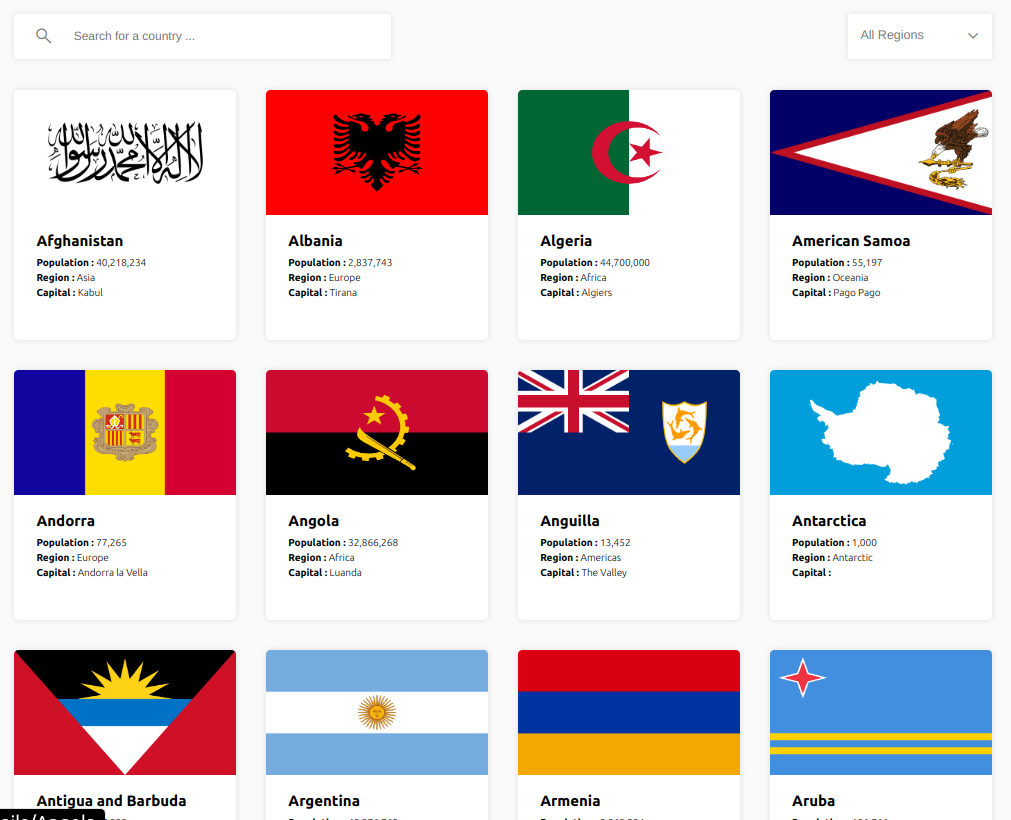 Search for a country ...
All Regions
لا إله إلا الله محمد رسول الله
Afghanistan
Population : 40,218,234
Region : Asia
Capital : Kabul
Albania
Population : 2,837,743
Region : Europe
Capital : Tirana
Algeria
Population : 44,700,000
Region : Africa
Capital : Algiers
American Samoa
Population : 55,197
Region : Oceania
Capital : Pago Pago
Andorra
Population : 77,265
Region : Europe
Capital : Andorra la Vella
Angola
Population : 32,866,268
Region : Africa
Capital : Luanda
Anguilla
Population : 13,452
Region : Americas
Capital : The Valley
Antarctica
Population : 1,000
Region : Antarctic
Capital :
Antigua and Barbuda
Argentina
Armenia
Aruba